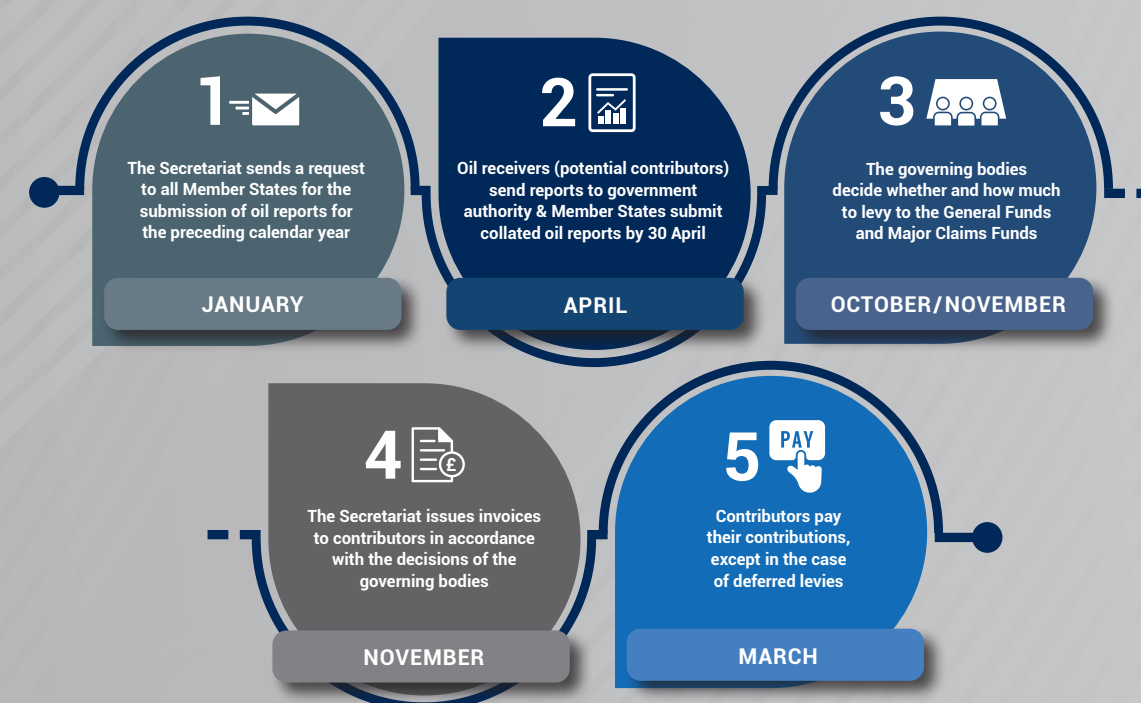 1
The Secretariat sends a request
to all Member States for the
submission of oil reports for
the preceding calendar year
JANUARY
2
Oil receivers (potential contributors)
send reports to government
authority & Member States submit
collated oil reports by 30 April
APRIL
3
The governing bodies
decide whether and how much
to levy to the General Funds
and Major Claims Funds
OCTOBER/NOVEMBER
4
£
The Secretariat issues invoices
to contributors in accordance
with the decisions of the
governing bodies
NOVEMBER
5
PAY
Contributors pay
their contributions,
except in the case
of deferred levies
MARCH